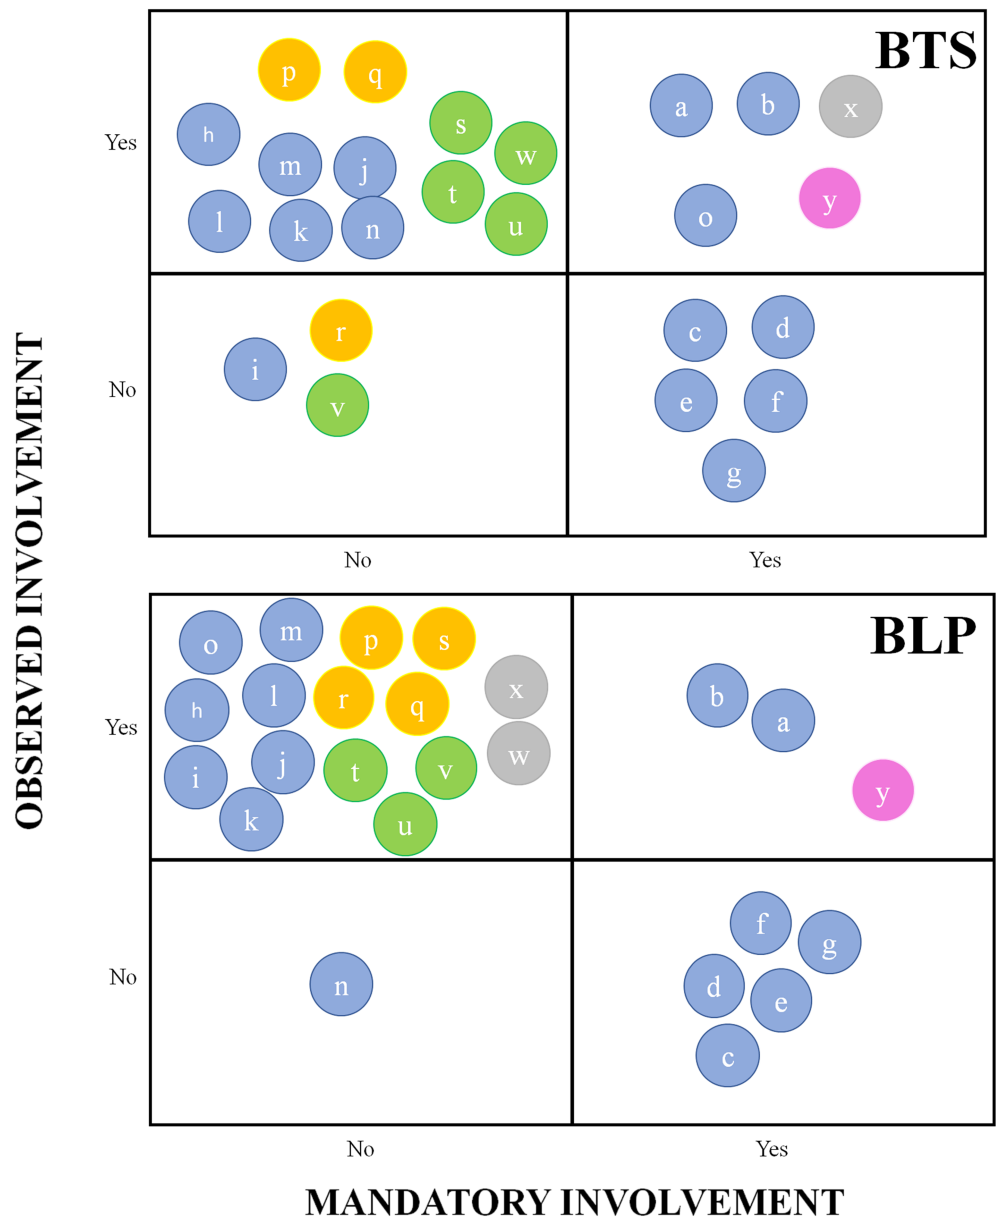 BTS
p q
a b x
s
h
Yes
w
m j
t
y
l k n u
o
r
c d
i
No
v
e f
g
No Yes
OBSERVED INVOLVEMENT
BLP
o m p s
x
h l r q
b a
Yes
w
i j t v
y
k u
f g
No
n
d e
c
No Yes
MANDATORY INVOLVEMENT